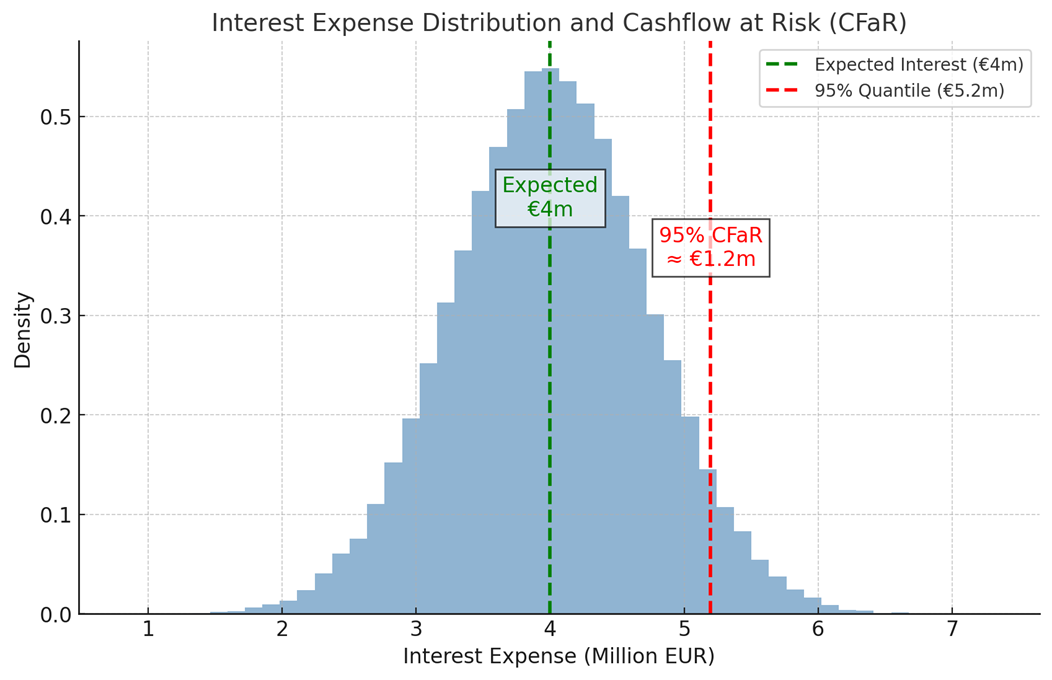 Interest Expense Distribution and Cashflow at Risk (CFaR)
Expected Interest (€4m)
95% Quantile (€5.2m)
0.5
Expected
€4m
0.4
95% CFaR
≈ €1.2m
Density
0.3
0.2
0.1
0.0
1 2 3 4 5 6 7
Interest Expense (Million EUR)